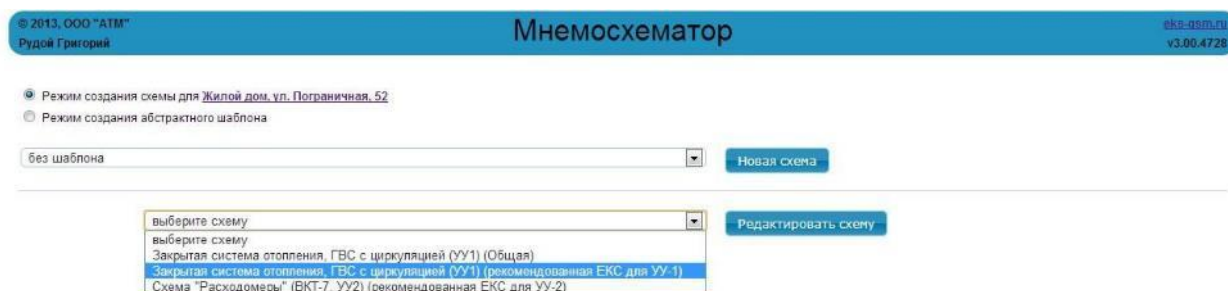 © 2013, ООО "АТМ"
Рудой Григорий
Мнемосхематор
eks-gsm.ru
v3.00.4728
Режим создания схемы для Жилой дом, ул. Пограничная, 52
Режим создания абстрактного шаблона
без шаблона
Новая схема
выберите схему
Редактировать схему
выберите схему
Закрытая система отопления, ГВС с циркуляцией (УУ1) (Общая)
Закрытая система отопления, ГВС с циркуляцией (УУ1) (рекомендованная ЕКС для УУ-1)
Схема "Расходомеры" (ВКТ-7, УУ2) (рекомендованная ЕКС для УУ-2)